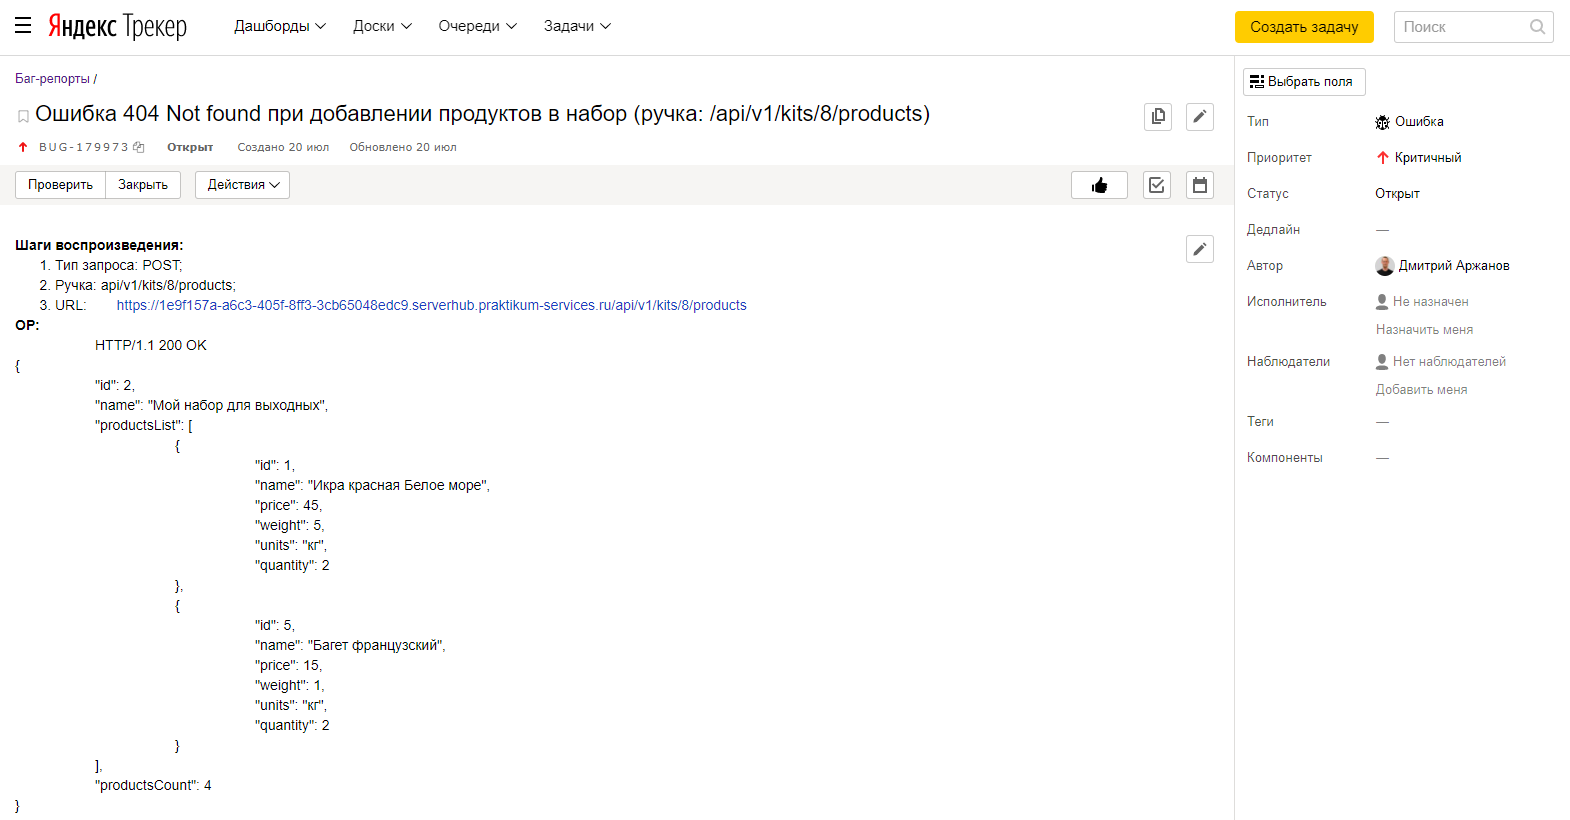 Яндекс Трекер Дашборды Доски Очереди Задачи Создать задачу Поиск
Баг-репорты /
Ошибка 404 Not found при добавлении продуктов в набор (ручка: /api/v1/kits/8/products)
BUG-179973 Открыт Создано 20 июл Обновлено 20 июл
Проверить Закрыть Действия
Шаги воспроизведения:
1. Тип запроса: POST;
2. Ручка: api/v1/kits/8/products;
3. URL: https://1e9f157a-a6c3-405f-8ff3-3cb65048edc9.serverhub.praktikum-services.ru/api/v1/kits/8/products
ОР:
HTTP/1.1 200 OK
{
"id": 2,
"name": "Мой набор для выходных",
"productsList": [
{
"id": 1,
"name": "Икра красная Белое море",
"price": 45,
"weight": 5,
"units": "кг",
"quantity": 2
},
{
"id": 5,
"name": "Багет французский",
"price": 15,
"weight": 1,
"units": "кг",
"quantity": 2
}
],
"productsCount": 4
}
Выбрать поля
Тип Ошибка
Приоритет Критичный
Статус Открыт
Дедлайн —
Автор Дмитрий Аржанов
Исполнитель Не назначен
Назначить меня
Наблюдатели Нет наблюдателей
Добавить меня
Теги —
Компоненты —